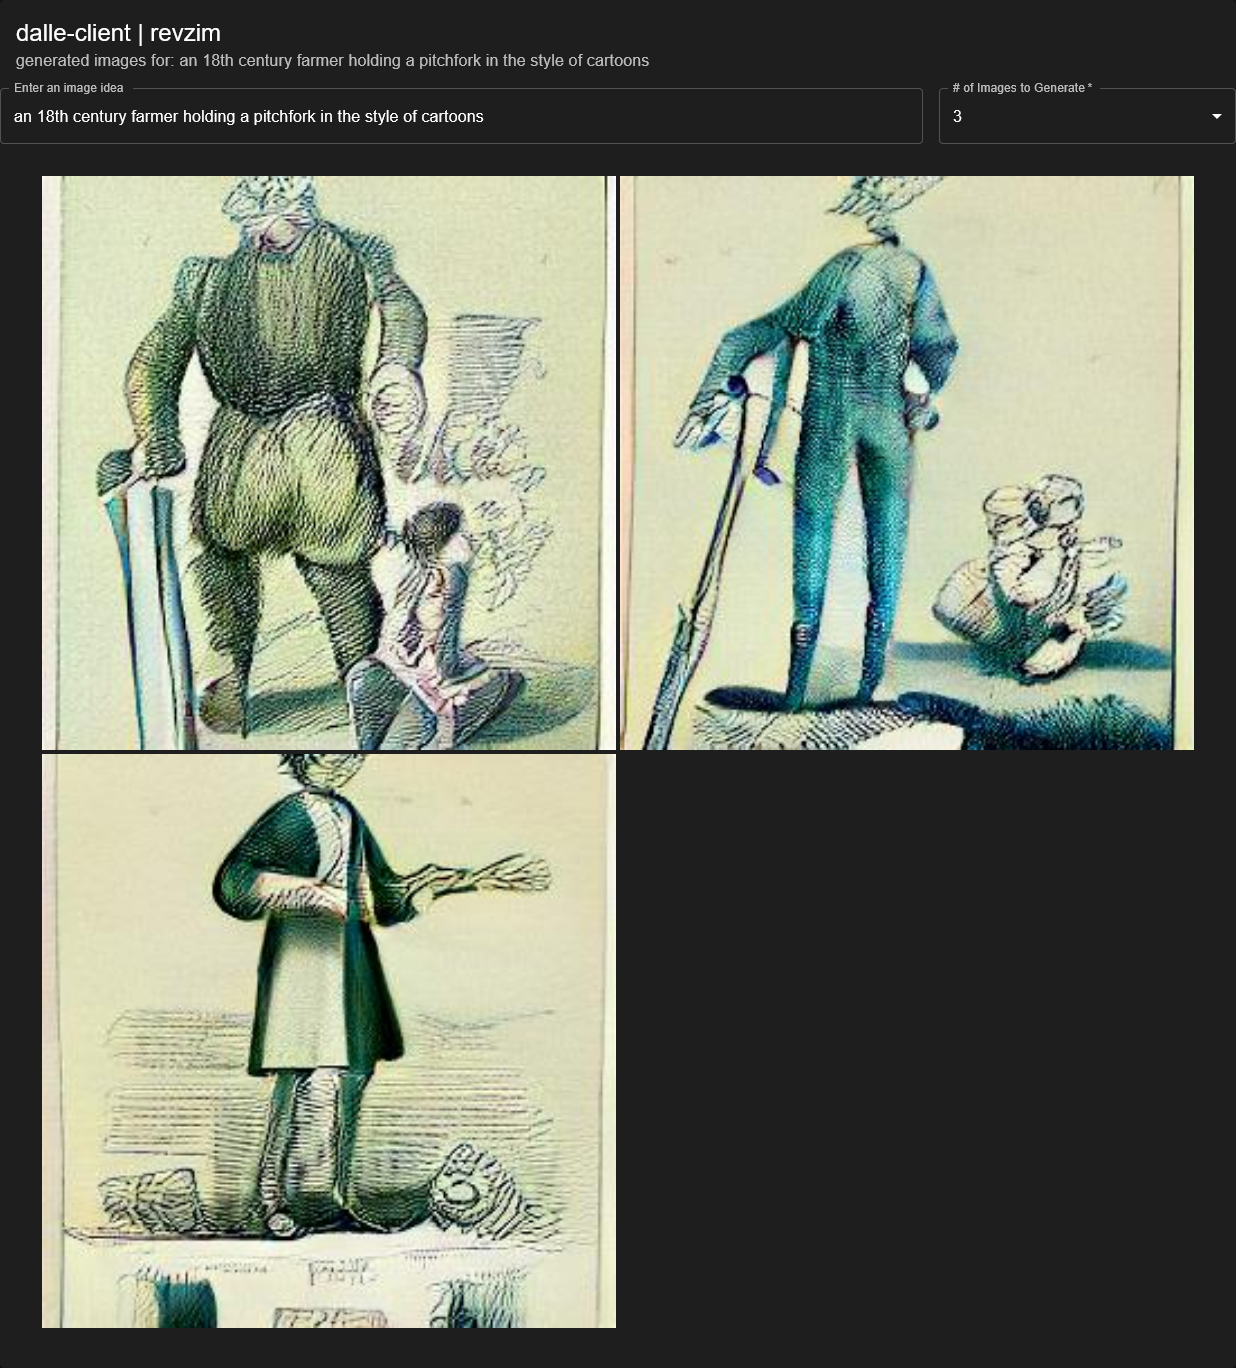 dalle-client | revzim
generated images for: an 18th century farmer holding a pitchfork in the style of cartoons
Enter an image idea
an 18th century farmer holding a pitchfork in the style of cartoons
# of Images to Generate *
3